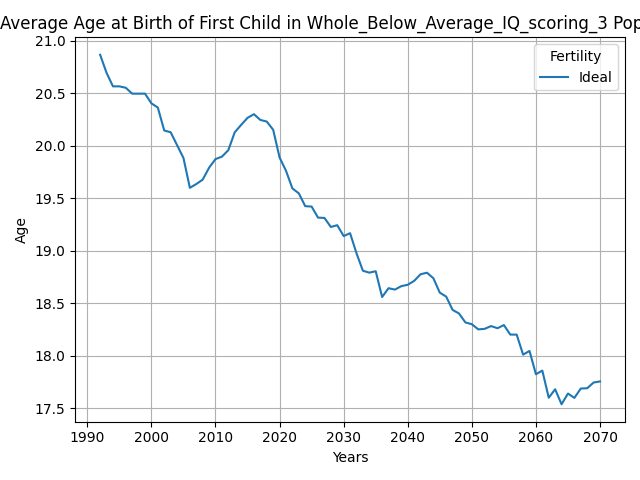 Average Age at Birth of First Child in Whole_Below_Average_IQ_scoring_3 Pop
21.0
20.5
20.0
19.5
19.0
18.5
18.0
17.5
Age
Fertility
Ideal
1990 2000 2010 2020 2030 2040 2050 2060 2070
Years